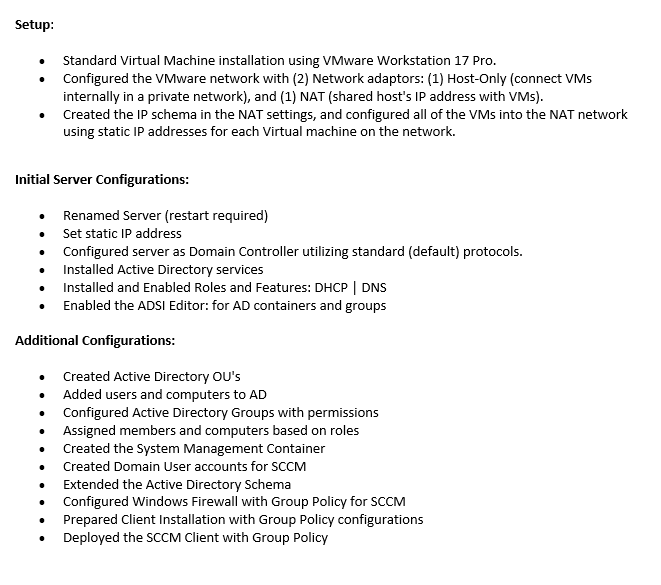 Setup:
• Standard Virtual Machine installation using VMware Workstation 17 Pro.
• Configured the VMware network with (2) Network adaptors: (1) Host-Only (connect VMs
internally in a private network), and (1) NAT (shared host's IP address with VMs).
• Created the IP schema in the NAT settings, and configured all of the VMs into the NAT network
using static IP addresses for each Virtual machine on the network.
Initial Server Configurations:
• Renamed Server (restart required)
• Set static IP address
• Configured server as Domain Controller utilizing standard (default) protocols.
• Installed Active Directory services
• Installed and Enabled Roles and Features: DHCP | DNS
• Enabled the ADSI Editor: for AD containers and groups
Additional Configurations:
• Created Active Directory OU's
• Added users and computers to AD
• Configured Active Directory Groups with permissions
• Assigned members and computers based on roles
• Created the System Management Container
• Created Domain User accounts for SCCM
• Extended the Active Directory Schema
• Configured Windows Firewall with Group Policy for SCCM
• Prepared Client Installation with Group Policy configurations
• Deployed the SCCM Client with Group Policy